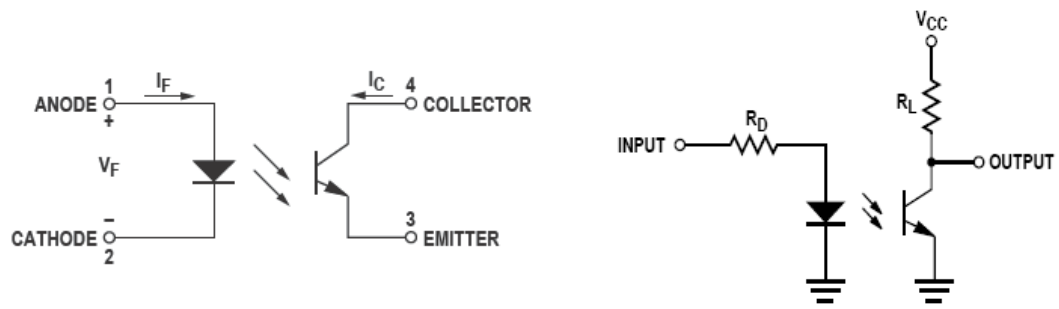 I_F
1
ANODE
+
V_F
–
CATHODE
2
I_C
4
COLLECTOR
3
EMITTER
V_CC
R_L
R_D
INPUT
OUTPUT